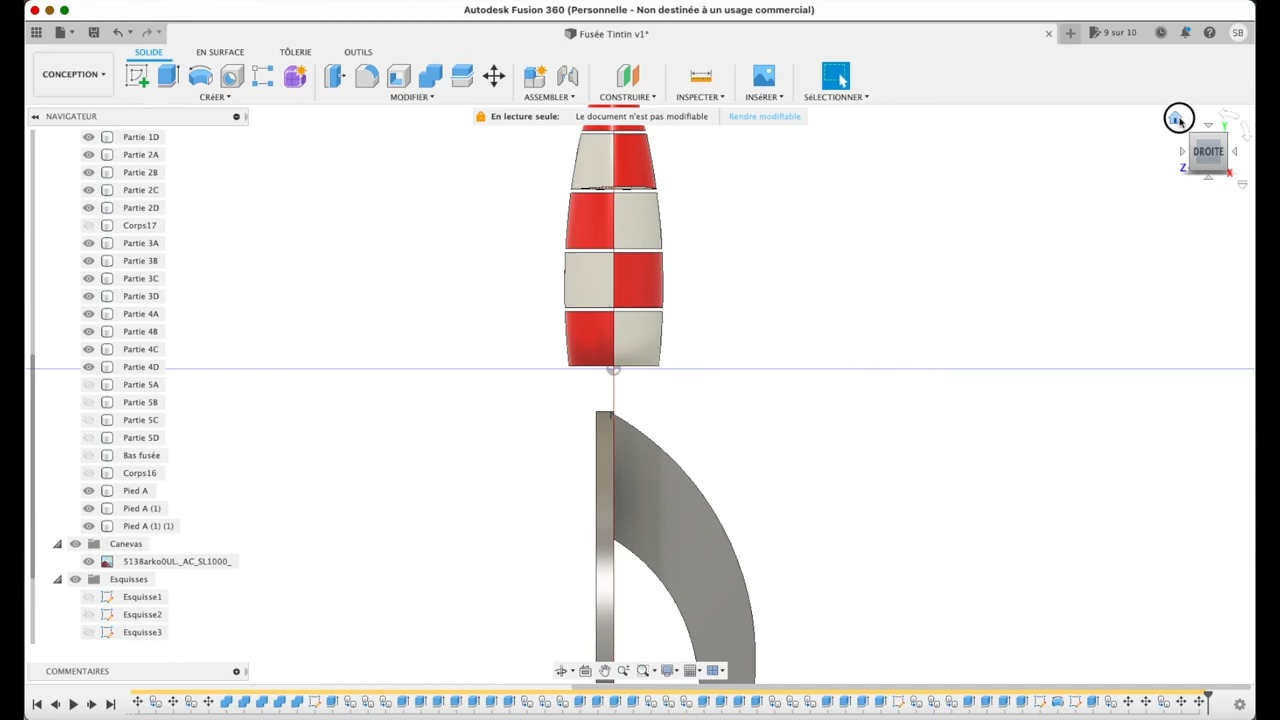 Autodesk Fusion 360 (Personnelle - Non destinée à un usage commercial)
Fusée Tintin v1*
9 sur 10
SB
CONCEPTION
SOLIDE
EN SURFACE
TÔLERIE
OUTILS
CRÉER
MODIFIER
ASSEMBLER
CONSTRUIRE
INSPECTER
INSÉRER
SÉLECTIONNER
NAVIGATEUR
En lecture seule: Le document n'est pas modifiable Rendre modifiable
Y
DROITE
Z
X
Partie 1D
Partie 2A
Partie 2B
Partie 2C
Partie 2D
Corps17
Partie 3A
Partie 3B
Partie 3C
Partie 3D
Partie 4A
Partie 4B
Partie 4C
Partie 4D
Partie 5A
Partie 5B
Partie 5C
Partie 5D
Bas fusée
Corps16
Pied A
Pied A (1)
Pied A (1) (1)
Canevas
5138arko0UL._AC_SL1000_
Esquisses
Esquisse1
Esquisse2
Esquisse3
COMMENTAIRES